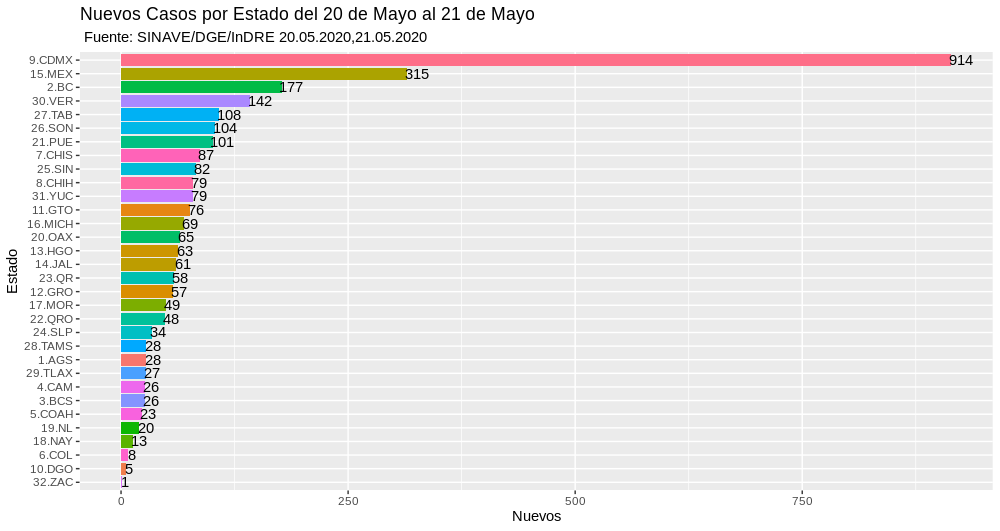 Nuevos Casos por Estado del 20 de Mayo al 21 de Mayo
Fuente: SINAVE/DGE/InDRE 20.05.2020,21.05.2020
Estado
9.CDMX 914
15.MEX 315
2.BC 177
30.VER 142
27.TAB 108
26.SON 104
21.PUE 101
7.CHIS 87
25.SIN 82
8.CHIH 79
31.YUC 79
11.GTO 76
16.MICH 69
20.OAX 65
13.HGO 63
14.JAL 61
23.QR 58
12.GRO 57
17.MOR 49
22.QRO 48
24.SLP 34
28.TAMS 28
1.AGS 28
29.TLAX 27
4.CAM 26
3.BCS 26
5.COAH 23
19.NL 20
18.NAY 13
6.COL 8
10.DGO 5
32.ZAC 1
0 250 500 750
Nuevos